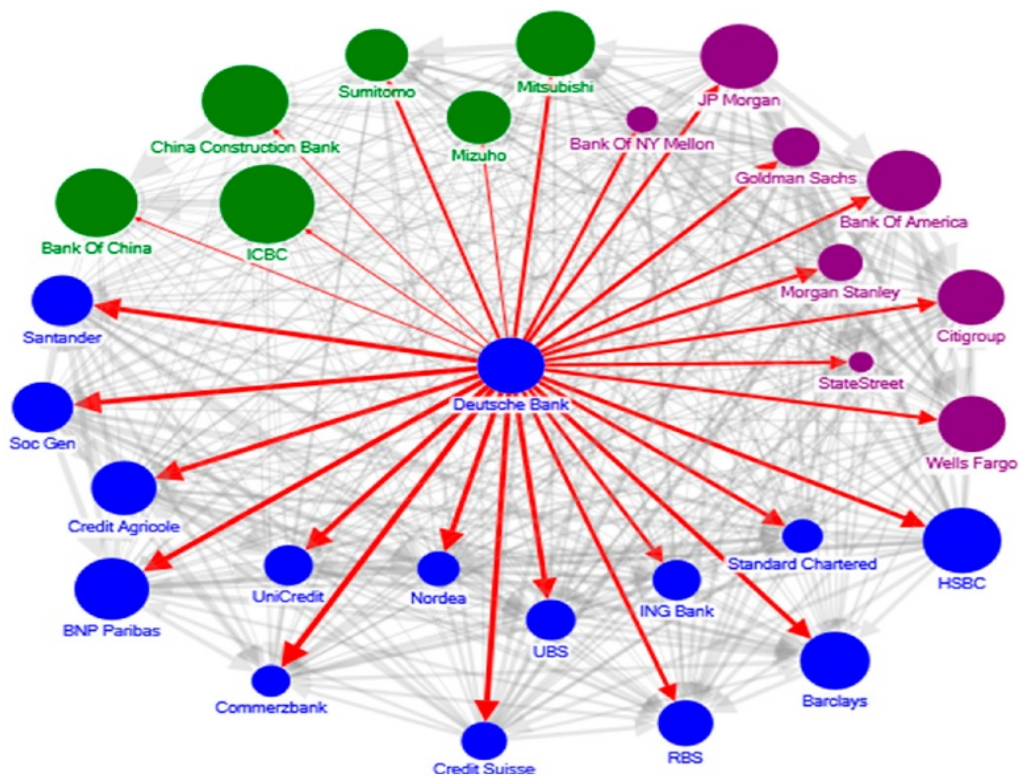 Sumitomo
Mitsubishi
JP Morgan
China Construction Bank
Mizuho
Bank Of NY Mellon
Goldman Sachs
Bank Of China
ICBC
Bank Of America
Morgan Stanley
Santander
Citigroup
StateStreet
Deutsche Bank
Soc Gen
Wells Fargo
Credit Agricole
Standard Chartered
HSBC
UniCredit
Nordea
ING Bank
BNP Paribas
UBS
Commerzbank
Barclays
RBS
Credit Suisse